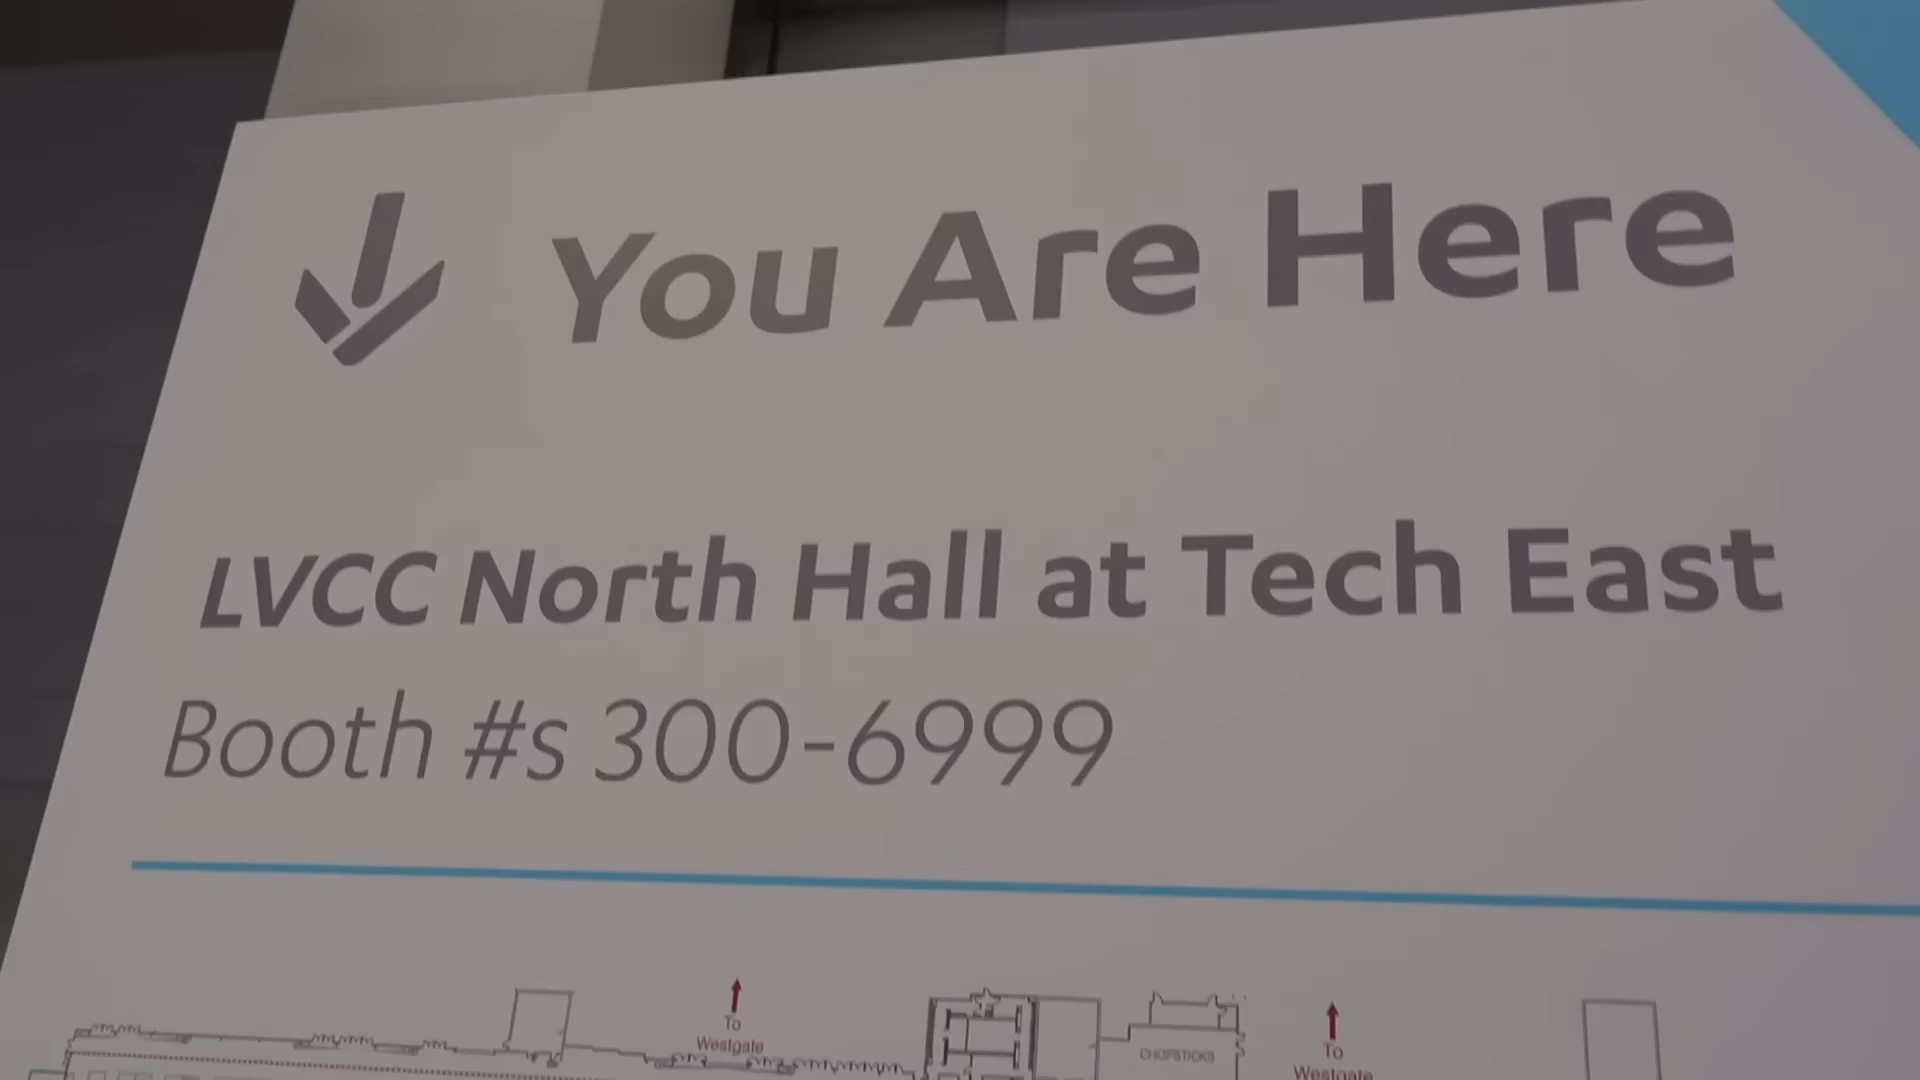 You Are Here
LVCC North Hall at Tech East
Booth #s 300-6999
To
Westgate
CHOPSTICKS
To
Westgate